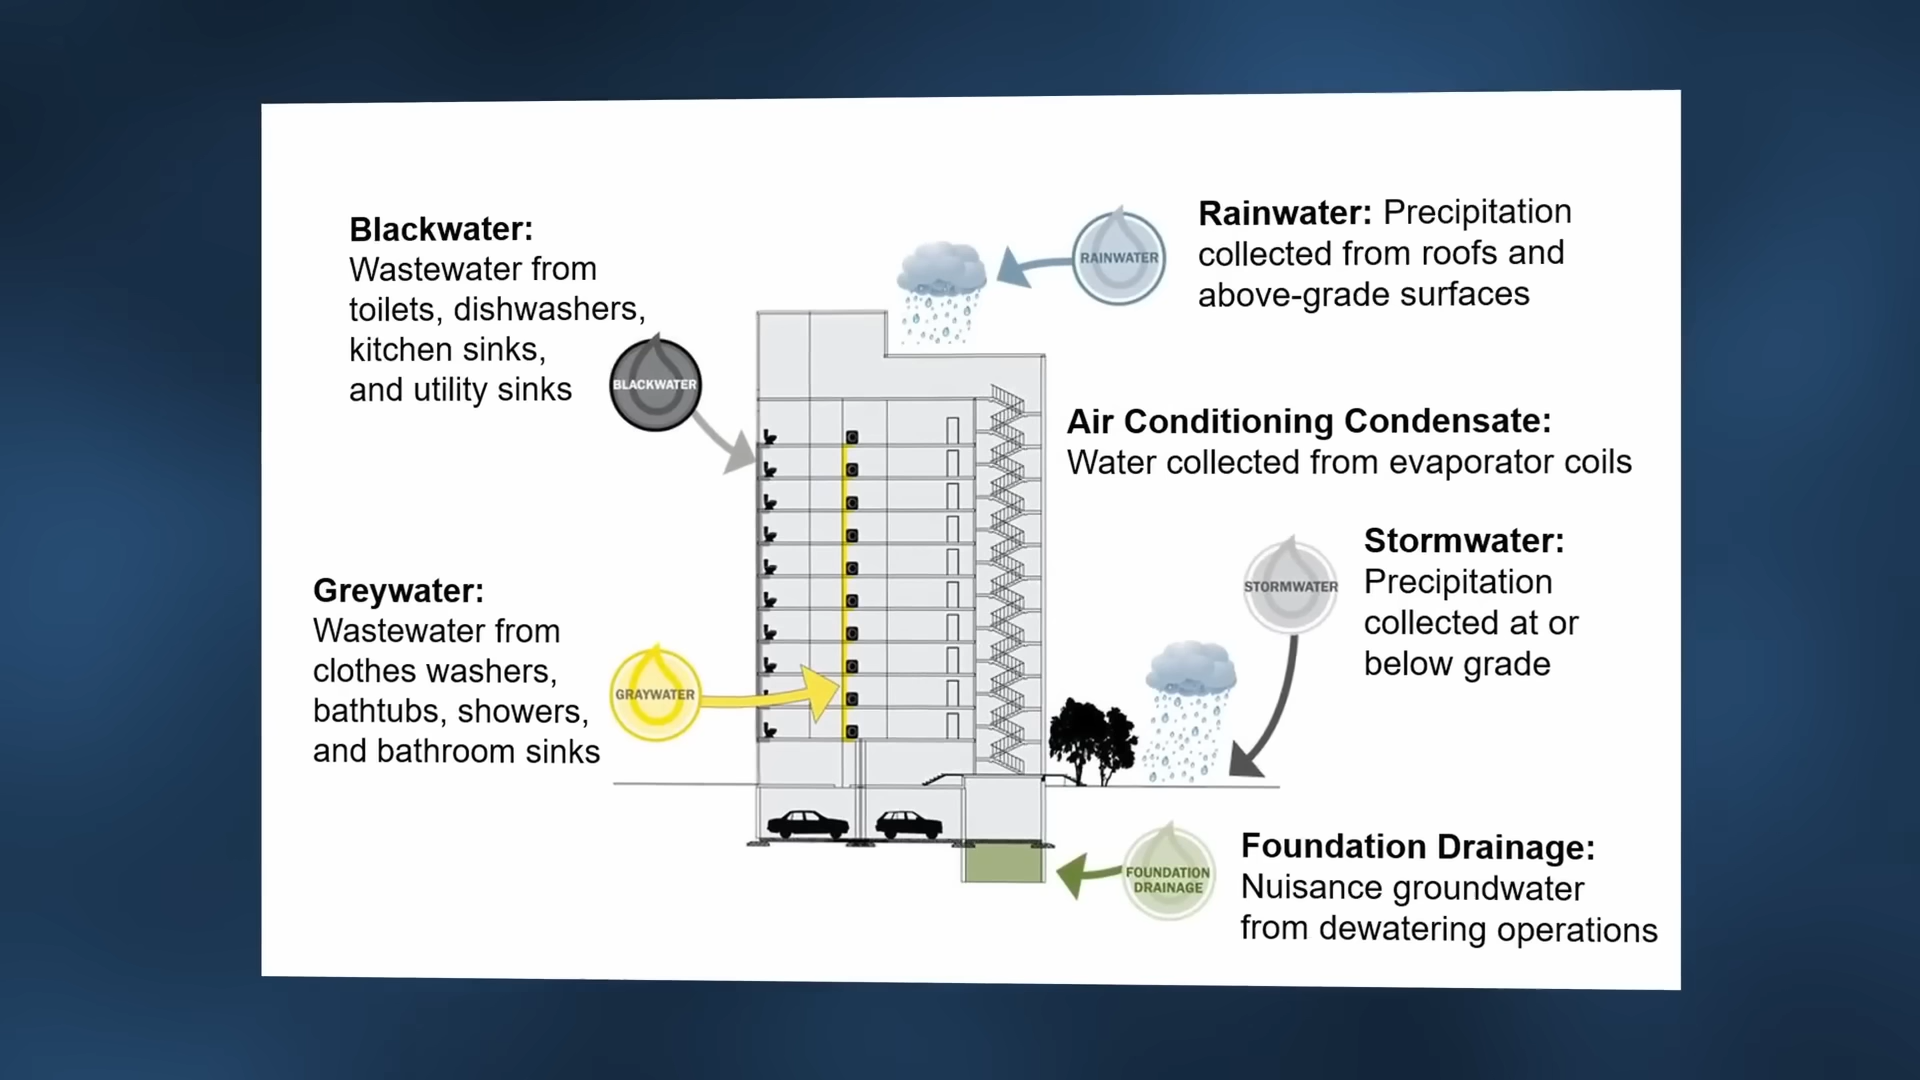 Blackwater:
Wastewater from
toilets, dishwashers,
kitchen sinks,
and utility sinks
BLACKWATER
RAINWATER
Rainwater: Precipitation
collected from roofs and
above-grade surfaces
Air Conditioning Condensate:
Water collected from evaporator coils
Greywater:
Wastewater from
clothes washers,
bathtubs, showers,
and bathroom sinks
GRAYWATER
STORMWATER
Stormwater:
Precipitation
collected at or
below grade
FOUNDATION
DRAINAGE
Foundation Drainage:
Nuisance groundwater
from dewatering operations